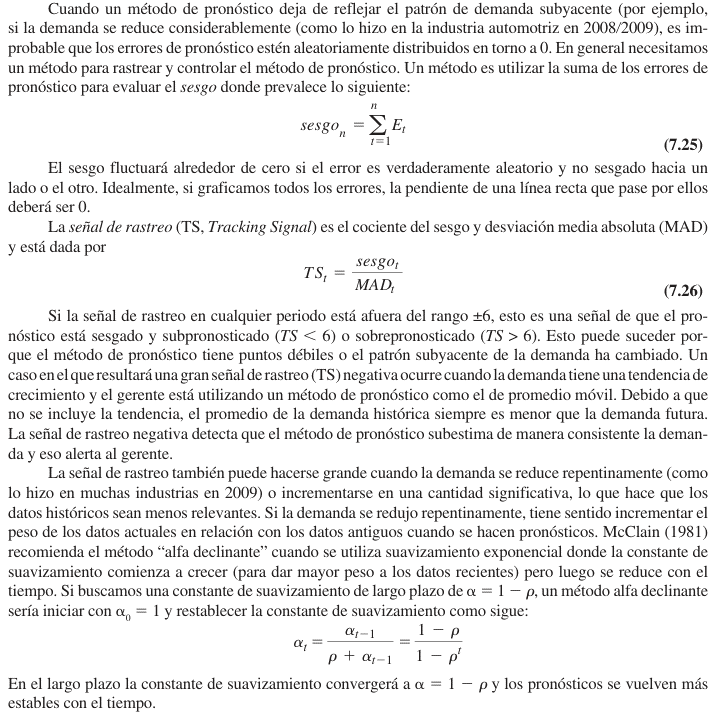 Cuando un método de pronóstico deja de reflejar el patrón de demanda subyacente (por ejemplo,
si la demanda se reduce considerablemente (como lo hizo en la industria automotriz en 2008/2009), es im-
probable que los errores de pronóstico estén aleatoriamente distribuidos en torno a 0. En general necesitamos
un método para rastrear y controlar el método de pronóstico. Un método es utilizar la suma de los errores de
pronóstico para evaluar el sesgo donde prevalece lo siguiente:
sesgoₙ = ∑ₜ₌₁ⁿ Eₜ
(7.25)
El sesgo fluctuará alrededor de cero si el error es verdaderamente aleatorio y no sesgado hacia un
lado o el otro. Idealmente, si graficamos todos los errores, la pendiente de una línea recta que pase por ellos
deberá ser 0.
La señal de rastreo (TS, Tracking Signal) es el cociente del sesgo y desviación media absoluta (MAD)
y está dada por
TSₜ = sesgoₜ / MADₜ
(7.26)
Si la señal de rastreo en cualquier periodo está afuera del rango ±6, esto es una señal de que el pro-
nóstico está sesgado y subpronosticado (TS < 6) o sobrepronosticado (TS > 6). Esto puede suceder por-
que el método de pronóstico tiene puntos débiles o el patrón subyacente de la demanda ha cambiado. Un
caso en el que resultará una gran señal de rastreo (TS) negativa ocurre cuando la demanda tiene una tendencia de
crecimiento y el gerente está utilizando un método de pronóstico como el de promedio móvil. Debido a que
no se incluye la tendencia, el promedio de la demanda histórica siempre es menor que la demanda futura.
La señal de rastreo negativa detecta que el método de pronóstico subestima de manera consistente la deman-
da y eso alerta al gerente.
La señal de rastreo también puede hacerse grande cuando la demanda se reduce repentinamente (como
lo hizo en muchas industrias en 2009) o incrementarse en una cantidad significativa, lo que hace que los
datos históricos sean menos relevantes. Si la demanda se redujo repentinamente, tiene sentido incrementar el
peso de los datos actuales en relación con los datos antiguos cuando se hacen pronósticos. McClain (1981)
recomienda el método “alfa declinante” cuando se utiliza suavizamiento exponencial donde la constante de
suavizamiento comienza a crecer (para dar mayor peso a los datos recientes) pero luego se reduce con el
tiempo. Si buscamos una constante de suavizamiento de largo plazo de α = 1 − ρ, un método alfa declinante
sería iniciar con α₀ = 1 y restablecer la constante de suavizamiento como sigue:
αₜ = αₜ₋₁ / (ρ + αₜ₋₁) = (1 − ρ) / (1 − ρᵗ)
En el largo plazo la constante de suavizamiento convergerá a α = 1 − ρ y los pronósticos se vuelven más
estables con el tiempo.